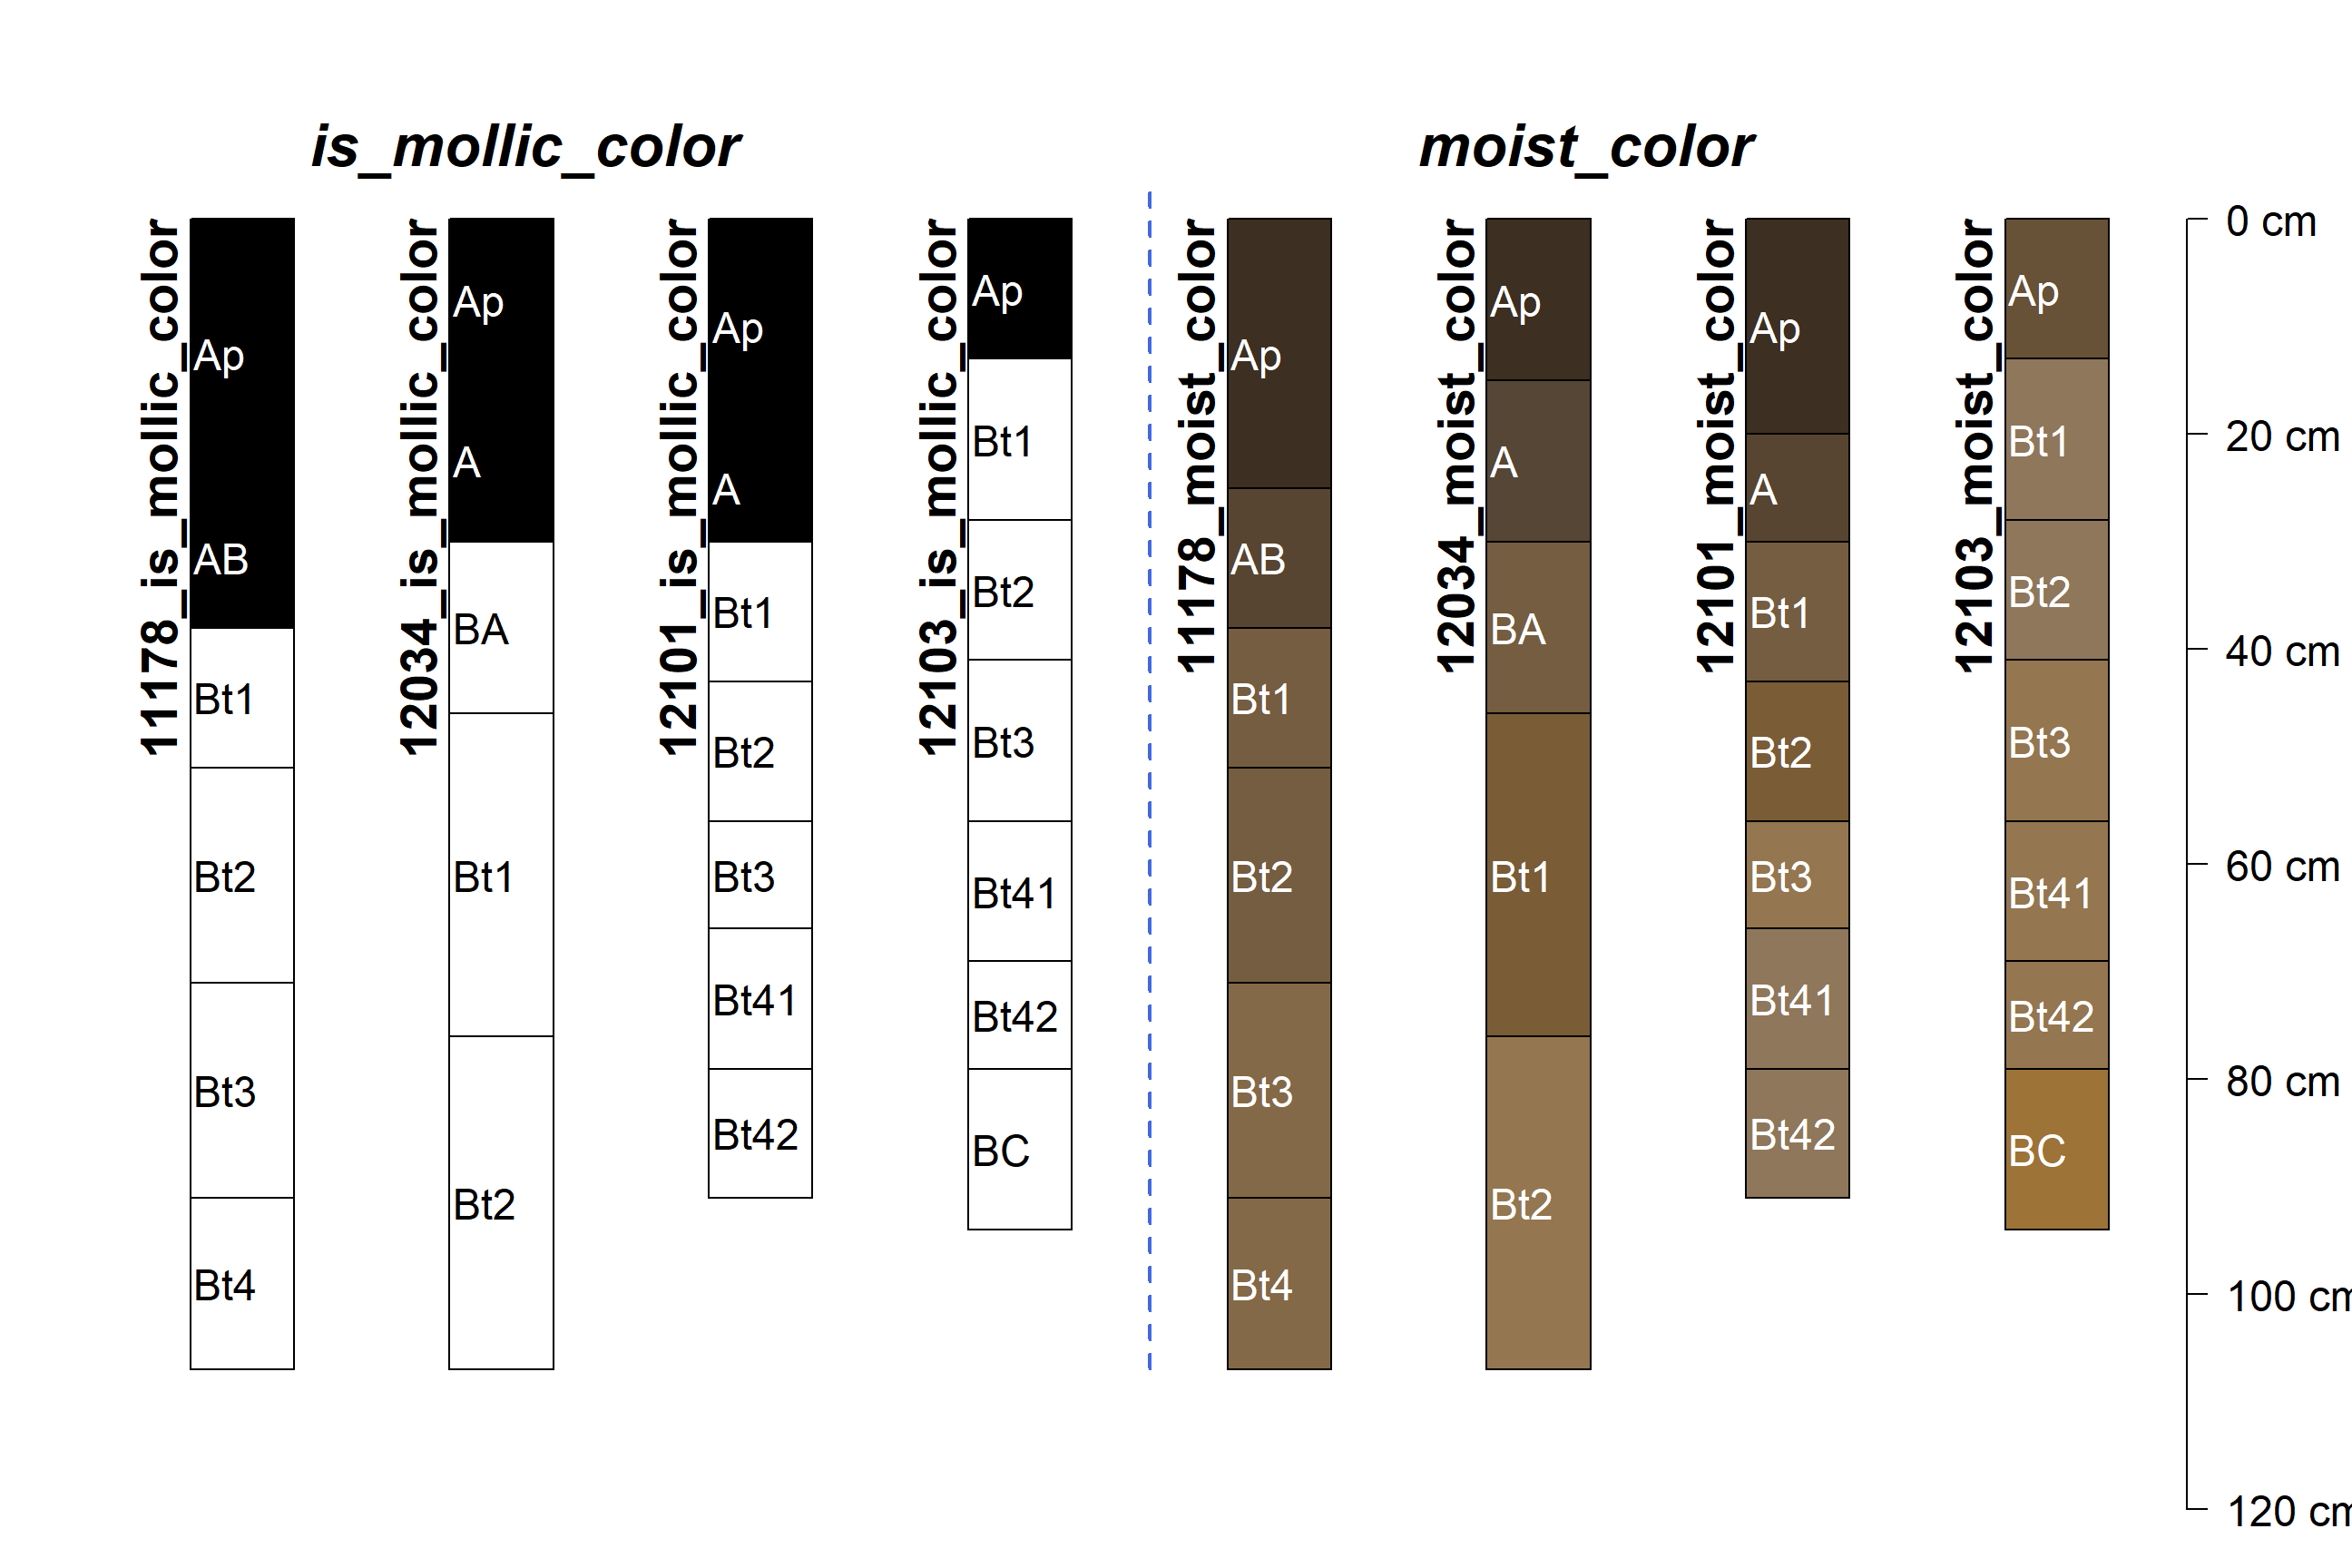 is_mollic_color
moist_color
11178_is_mollic_color
Ap
AB
Bt1
Bt2
Bt3
Bt4
12034_is_mollic_color
Ap
A
BA
Bt1
Bt2
12101_is_mollic_color
Ap
A
Bt1
Bt2
Bt3
Bt41
Bt42
12103_is_mollic_color
Ap
Bt1
Bt2
Bt3
Bt41
Bt42
BC
11178_moist_color
Ap
AB
Bt1
Bt2
Bt3
Bt4
12034_moist_color
Ap
A
BA
Bt1
Bt2
12101_moist_color
Ap
A
Bt1
Bt2
Bt3
Bt41
Bt42
12103_moist_color
Ap
Bt1
Bt2
Bt3
Bt41
Bt42
BC
0 cm
20 cm
40 cm
60 cm
80 cm
100 cm
120 cm